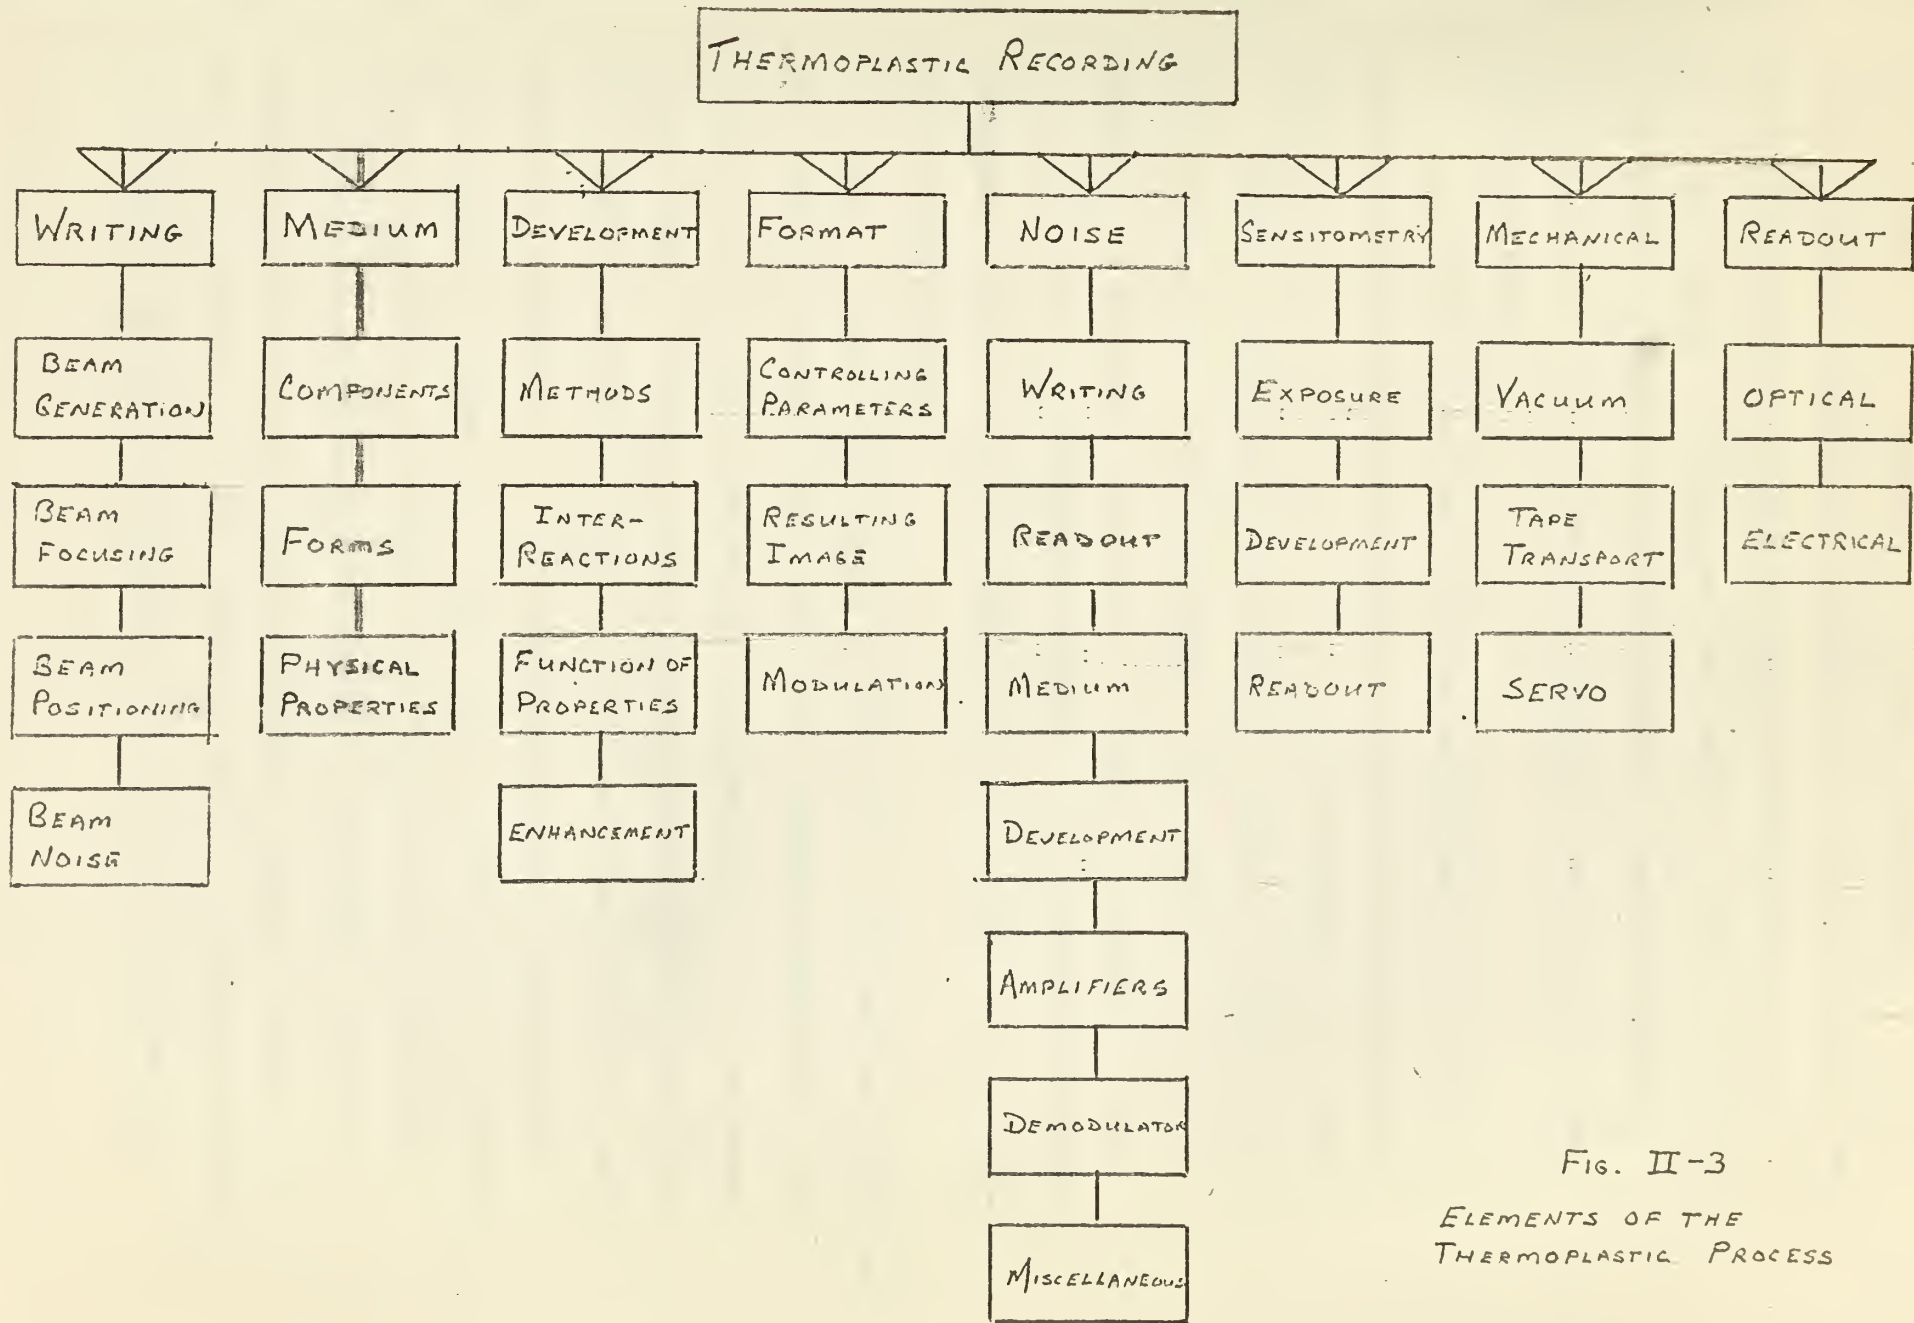 THERMOPLASTIC RECORDING
WRITING
BEAM
GENERATION
BEAM
FOCUSING
BEAM
POSITIONING
BEAM
NOISE
MEDIUM
COMPONENTS
FORMS
PHYSICAL
PROPERTIES
DEVELOPMENT
METHODS
INTER-
REACTIONS
FUNCTION OF
PROPERTIES
ENHANCEMENT
FORMAT
CONTROLLING
PARAMETERS
RESULTING
IMAGE
MODULATION
NOISE
WRITING
READOUT
MEDIUM
DEVELOPMENT
AMPLIFIERS
DEMODULATOR
MISCELLANEOUS
SENSITOMETRY
EXPOSURE
DEVELOPMENT
READOUT
MECHANICAL
VACUUM
TAPE
TRANSPORT
SERVO
READOUT
OPTICAL
ELECTRICAL
FIG. II-3
ELEMENTS OF THE
THERMOPLASTIC PROCESS